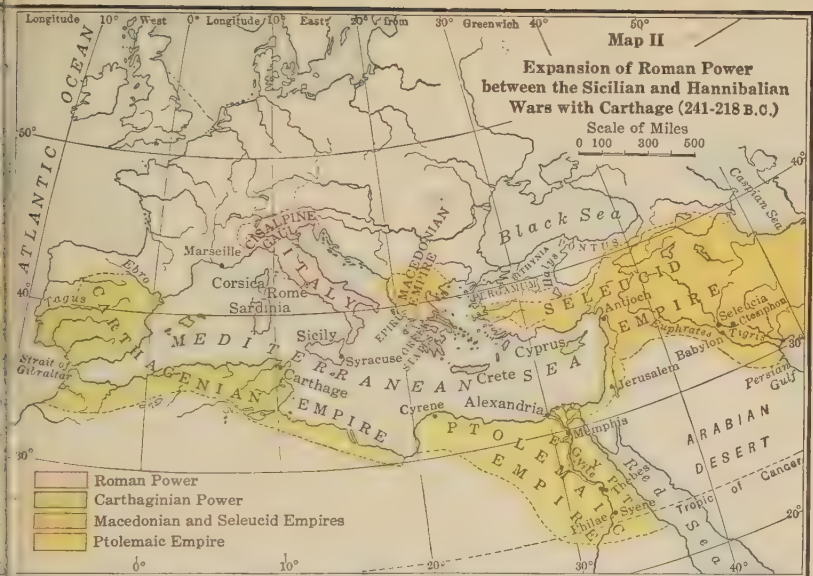 Longitude 10° West 0° Longitude 10° East 20° from Greenwich 40° 50°
Map II
Expansion of Roman Power
between the Sicilian and Hannibalian
Wars with Carthage (241-218 B.C.)
Scale of Miles
0 100 300 500
ATLANTIC OCEAN
50°
40°
Caspian Sea
Black Sea
CISALPINE
GAUL
Marseille
ITALY
MACEDONIAN
EMPIRE
BITHYNIA
PONTUS
Halys
PERGAMUM
SELEUCID
EMPIRE
Ebro
Corsica
Rome
Sardinia
40°
Tagus
Antioch
Seleucia
Ctesiphon
EPIRUS
GREEK
STATES
CARTHAGENIAN
EMPIRE
MEDITERRANEAN SEA
Sicily
Syracuse
Cyprus
Euphrates
Tigris
Babylon
30°
Strait of
Gibraltar
Carthage
Crete
Jerusalem
Persian
Gulf
Cyrene
Alexandria
Memphis
ARABIAN
DESERT
30°
PTOLEMAIC
EMPIRE
EGYPT
Nile
Thebes
Red Sea
Philae
Syene
Tropic of Cancer
20°
Roman Power
Carthaginian Power
Macedonian and Seleucid Empires
Ptolemaic Empire
0° 10° 20° 30° 40°